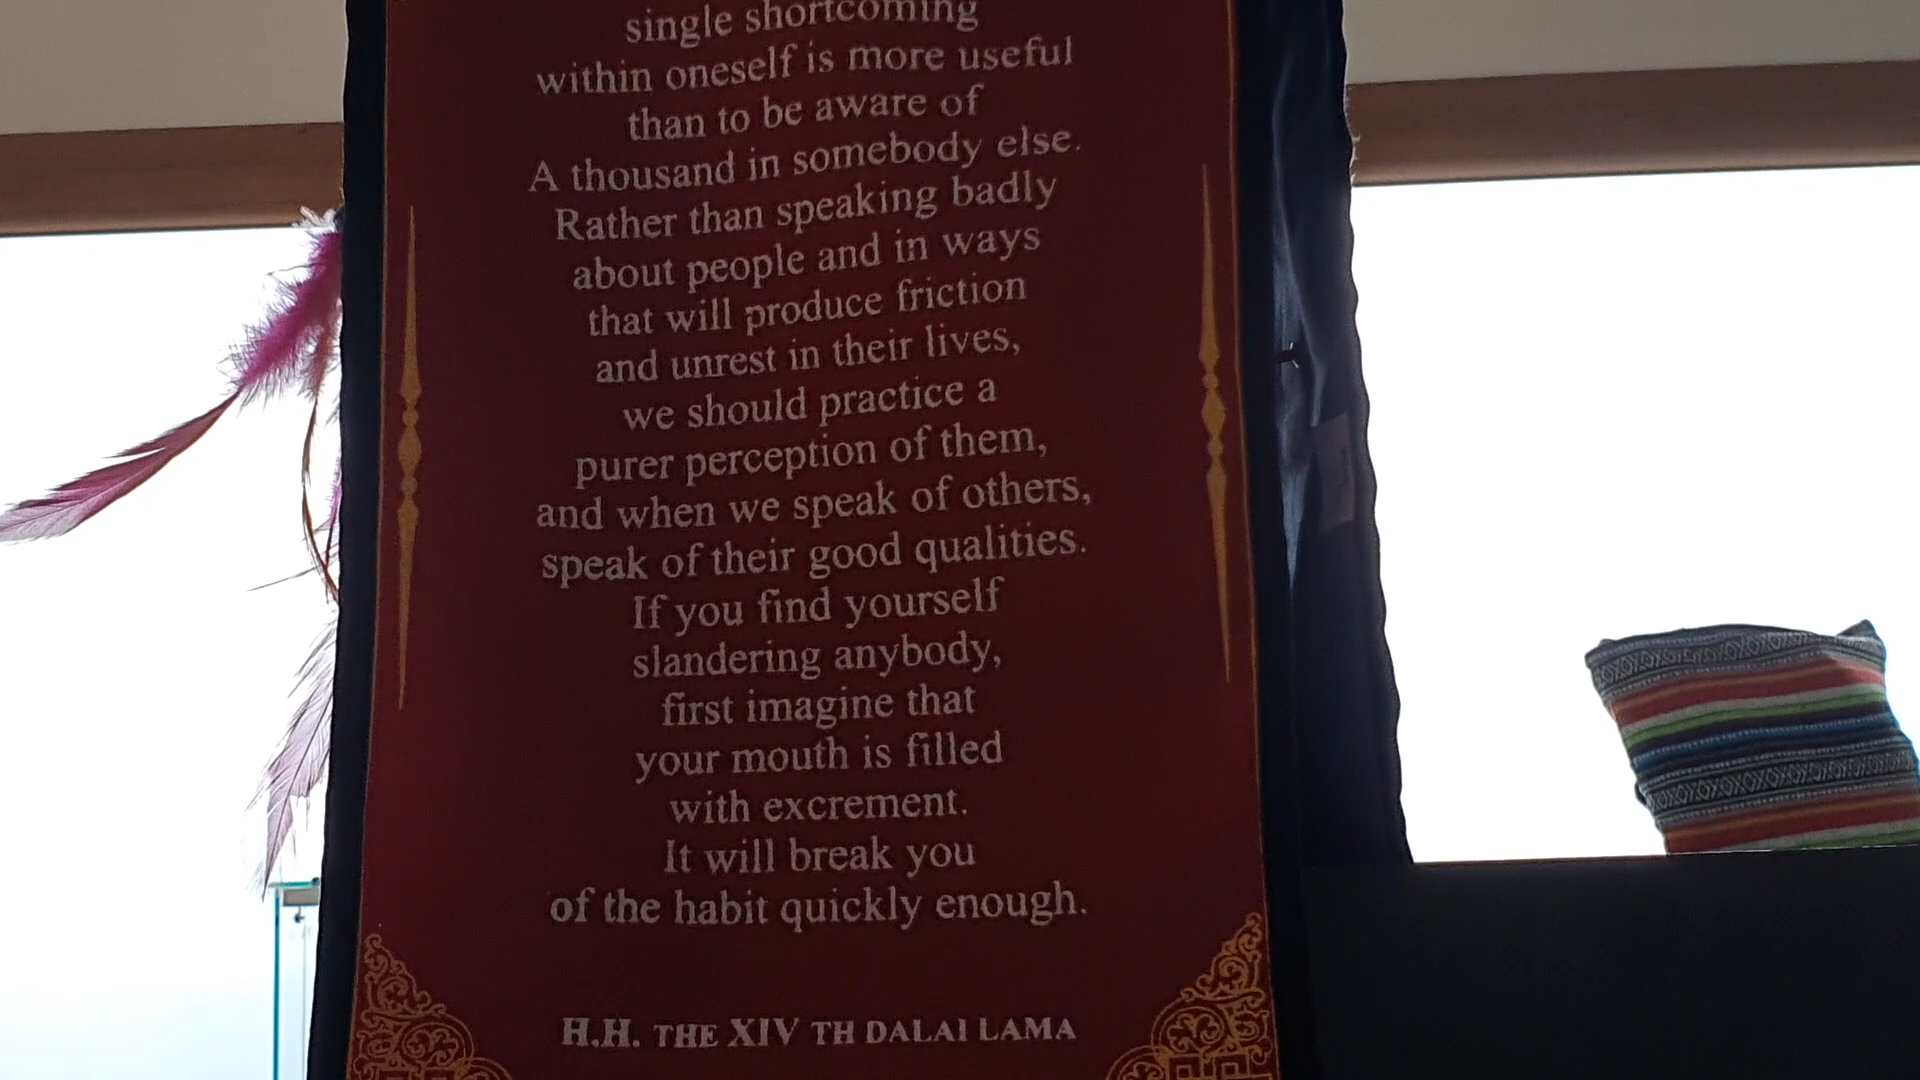 single shortcoming
within oneself is more useful
than to be aware of
A thousand in somebody else.
Rather than speaking badly
about people and in ways
that will produce friction
and unrest in their lives,
we should practice a
purer perception of them,
and when we speak of others,
speak of their good qualities.
If you find yourself
slandering anybody,
first imagine that
your mouth is filled
with excrement.
It will break you
of the habit quickly enough.
H.H. THE XIV TH DALAI LAMA